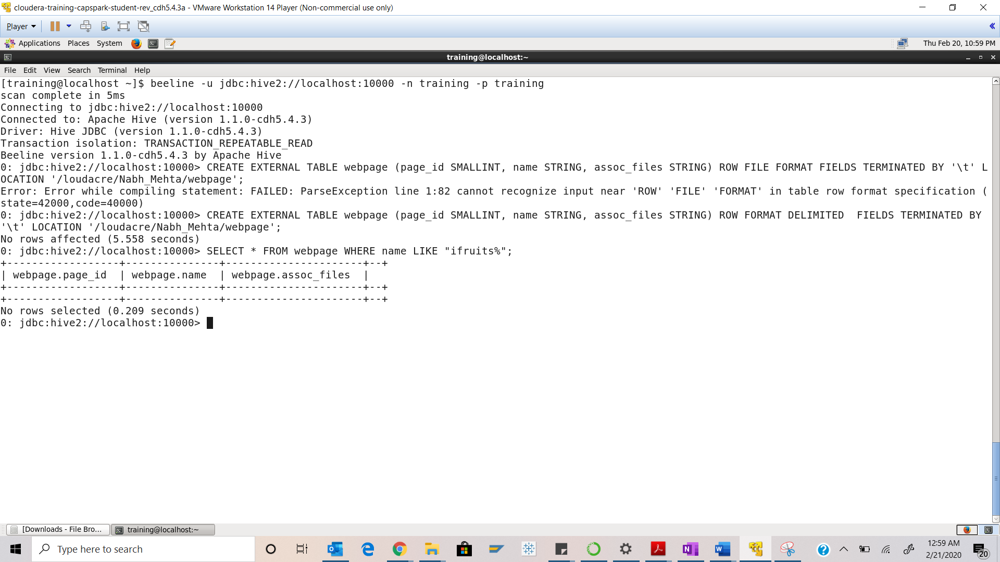 cloudera-training-capspark-student-rev_cdh5.4.3a - VMware Workstation 14 Player (Non-commercial use only)
Player
Applications Places System
Thu Feb 20, 10:59 PM
training@localhost:~
File Edit View Search Terminal Help
[training@localhost ~]$ beeline -u jdbc:hive2://localhost:10000 -n training -p training
scan complete in 5ms
Connecting to jdbc:hive2://localhost:10000
Connected to: Apache Hive (version 1.1.0-cdh5.4.3)
Driver: Hive JDBC (version 1.1.0-cdh5.4.3)
Transaction isolation: TRANSACTION_REPEATABLE_READ
Beeline version 1.1.0-cdh5.4.3 by Apache Hive
0: jdbc:hive2://localhost:10000> CREATE EXTERNAL TABLE webpage (page_id SMALLINT, name STRING, assoc_files STRING) ROW FILE FORMAT FIELDS TERMINATED BY '\t' L
OCATION '/loudacre/Nabh_Mehta/webpage';
Error: Error while compiling statement: FAILED: ParseException line 1:82 cannot recognize input near 'ROW' 'FILE' 'FORMAT' in table row format specification (
state=42000,code=40000)
0: jdbc:hive2://localhost:10000> CREATE EXTERNAL TABLE webpage (page_id SMALLINT, name STRING, assoc_files STRING) ROW FORMAT DELIMITED  FIELDS TERMINATED BY
'\t' LOCATION '/loudacre/Nabh_Mehta/webpage';
No rows affected (5.558 seconds)
0: jdbc:hive2://localhost:10000> SELECT * FROM webpage WHERE name LIKE "ifruits%";
+------------------+---------------+----------------------+--+
| webpage.page_id  | webpage.name  | webpage.assoc_files  |
+------------------+---------------+----------------------+--+
+------------------+---------------+----------------------+--+
No rows selected (0.209 seconds)
0: jdbc:hive2://localhost:10000>
[Downloads - File Bro...
training@localhost:~
Type here to search
12:59 AM
2/21/2020
20